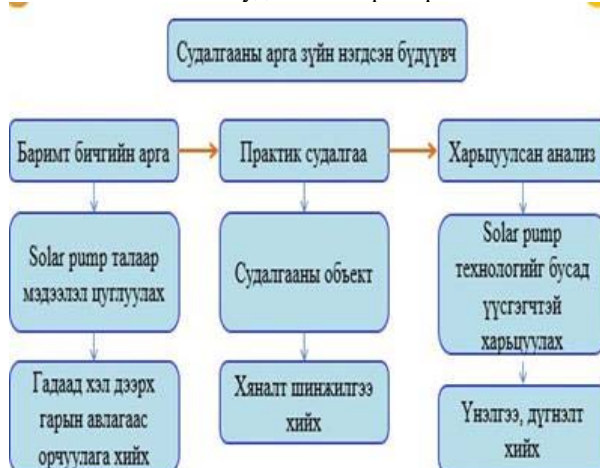 Судалгааны арга зүйн нэгдсэн бүдүүвч
Баримт бичгийн арга
Практик судалгаа
Харьцуулсан анализ
Solar pump талаар
мэдээлэл цуглуулах
Судалгааны объект
Solar pump
технологийг бусад
үүсгэгчтэй
харьцуулах
Гадаад хэл дээрх
гарын авлагаас
орчуулага хийх
Хяналт шинжилгээ
хийх
Үнэлгээ, дүгнэлт
хийх